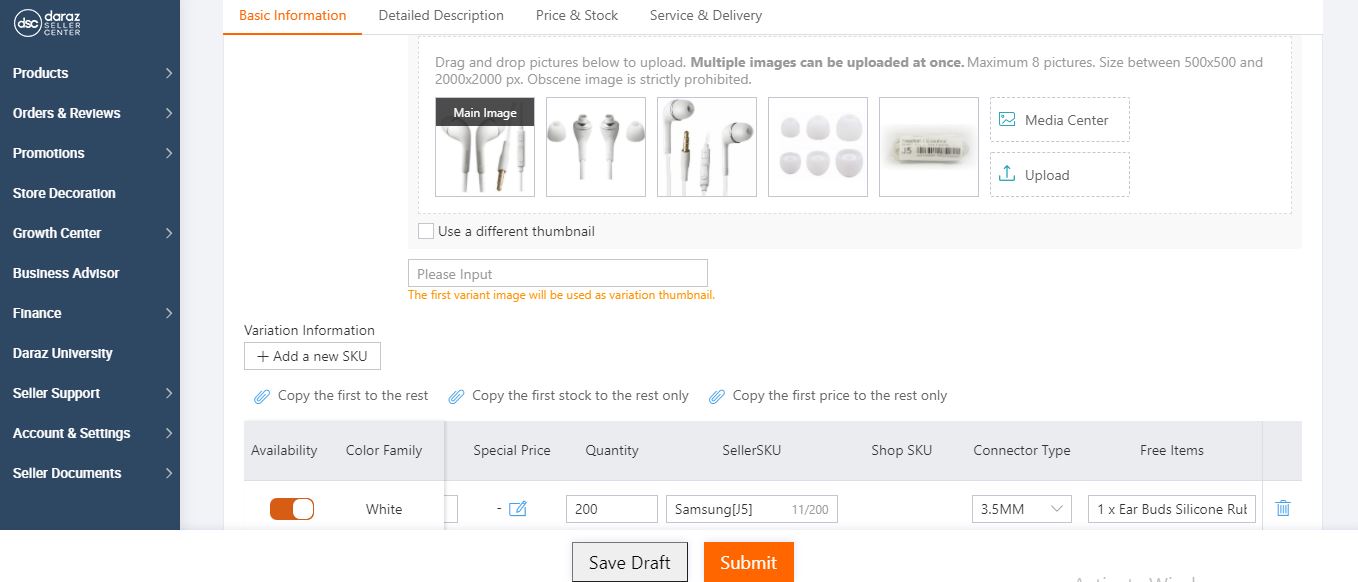 dsc daraz
SELLER
CENTER
Products
Orders & Reviews
Promotions
Store Decoration
Growth Center
Business Advisor
Finance
Daraz University
Seller Support
Account & Settings
Seller Documents
Basic Information Detailed Description Price & Stock Service & Delivery
Drag and drop pictures below to upload. Multiple images can be uploaded at once. Maximum 8 pictures. Size between 500x500 and
2000x2000 px. Obscene image is strictly prohibited.
Main Image
J5
Media Center
Upload
Use a different thumbnail
Please Input
The first variant image will be used as variation thumbnail.
Variation Information
+ Add a new SKU
Copy the first to the rest Copy the first stock to the rest only Copy the first price to the rest only
Availability Color Family Special Price Quantity SellerSKU Shop SKU Connector Type Free Items
White - 200 Samsung[J5] 11/200 3.5MM 1 x Ear Buds Silicone Rub
Save Draft Submit